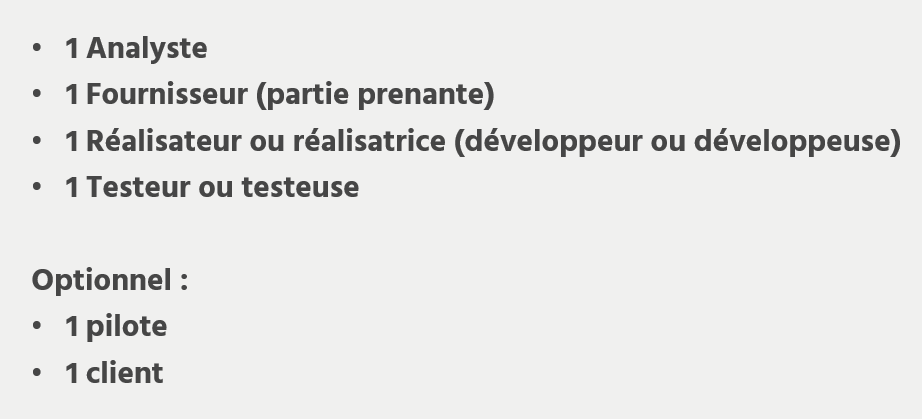 • 1 Analyste
• 1 Fournisseur (partie prenante)
• 1 Réalisateur ou réalisatrice (développeur ou développeuse)
• 1 Testeur ou testeuse
Optionnel :
• 1 pilote
• 1 client